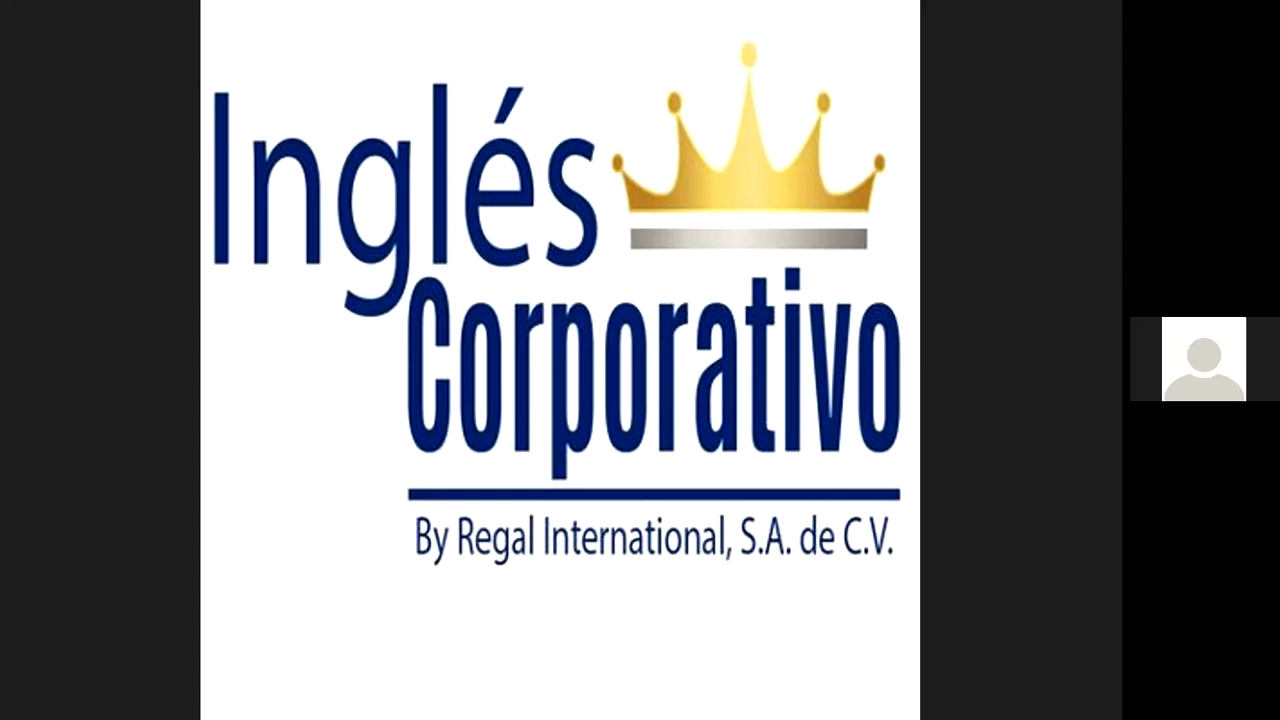 Inglés
Corporativo
By Regal International, S.A. de C.V.